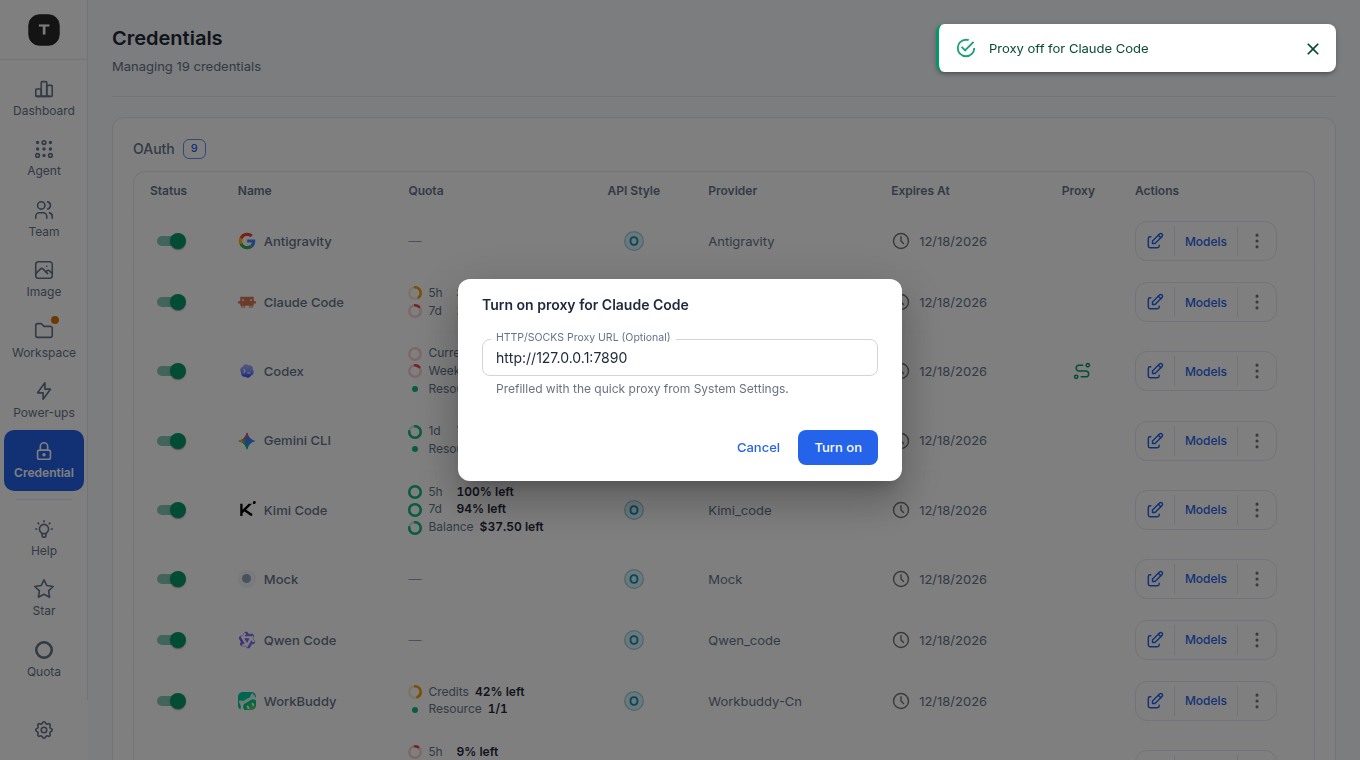 T
Credentials
Managing 19 credentials
Proxy off for Claude Code
Dashboard
Agent
Team
Image
Workspace
Power-ups
Credential
Help
Star
Quota
OAuth 9
Status Name Quota API Style Provider Expires At Proxy Actions
Antigravity — O Antigravity 12/18/2026 Models
Claude Code 5h 12/18/2026 Models
7d
Codex 12/18/2026 Models
Gemini CLI 1d 12/18/2026 Models
Turn on proxy for Claude Code
HTTP/SOCKS Proxy URL (Optional)
http://127.0.0.1:7890
Prefilled with the quick proxy from System Settings.
Cancel Turn on
Kimi Code 5h 100% left O Kimi_code 12/18/2026 Models
7d 94% left
Balance $37.50 left
Mock — O Mock 12/18/2026 Models
Qwen Code — O Qwen_code 12/18/2026 Models
WorkBuddy Credits 42% left O Workbuddy-Cn 12/18/2026 Models
Resource 1/1
5h 9% left